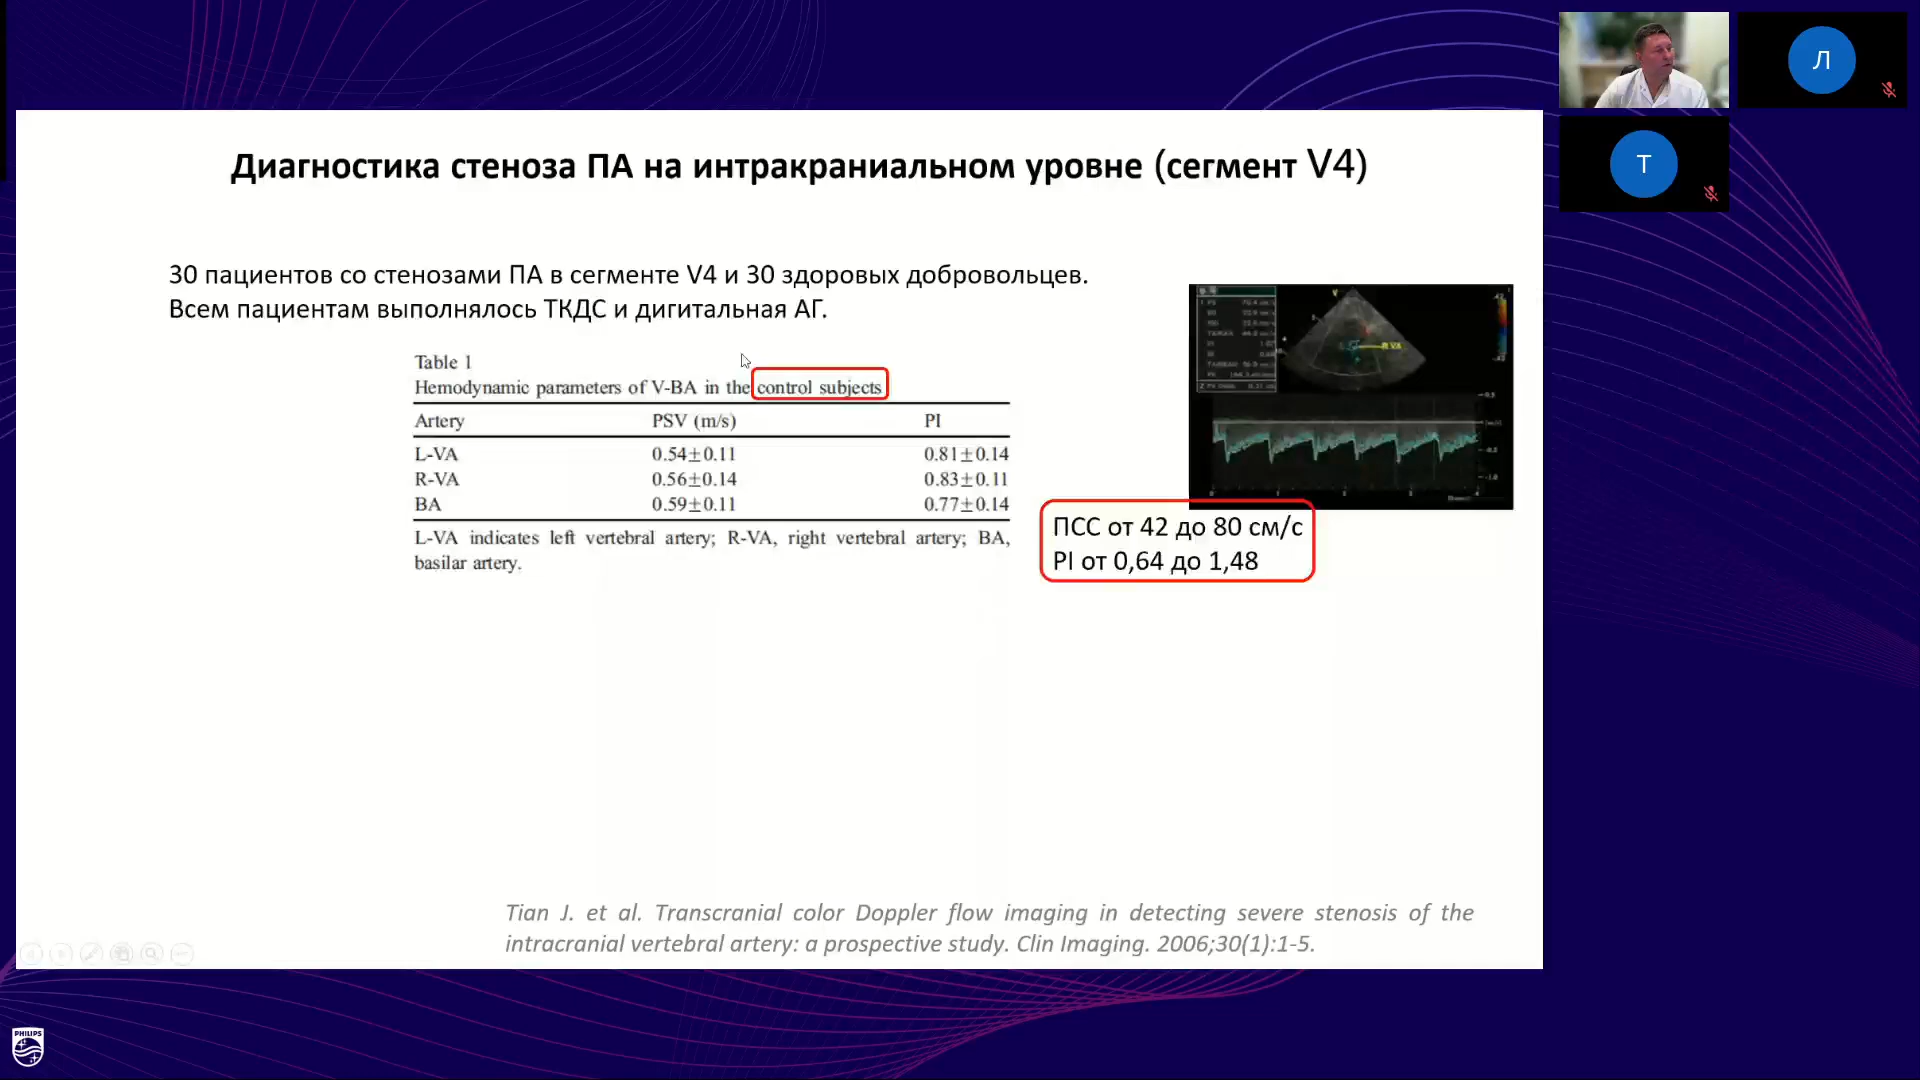 Диагностика стеноза ПА на интракраниальном уровне (сегмент V4)
30 пациентов со стенозами ПА в сегменте V4 и 30 здоровых добровольцев.
Всем пациентам выполнялось ТКДС и дигитальная АГ.
Table 1
Hemodynamic parameters of V-BA in the control subjects
Artery PSV (m/s) PI
L-VA 0.54±0.11 0.81±0.14
R-VA 0.56±0.14 0.83±0.11
BA 0.59±0.11 0.77±0.14
L-VA indicates left vertebral artery; R-VA, right vertebral artery; BA,
basilar artery.
R VA
ПСС от 42 до 80 см/с
PI от 0,64 до 1,48
Tian J. et al. Transcranial color Doppler flow imaging in detecting severe stenosis of the
intracranial vertebral artery: a prospective study. Clin Imaging. 2006;30(1):1-5.
Л
Т
PHILIPS